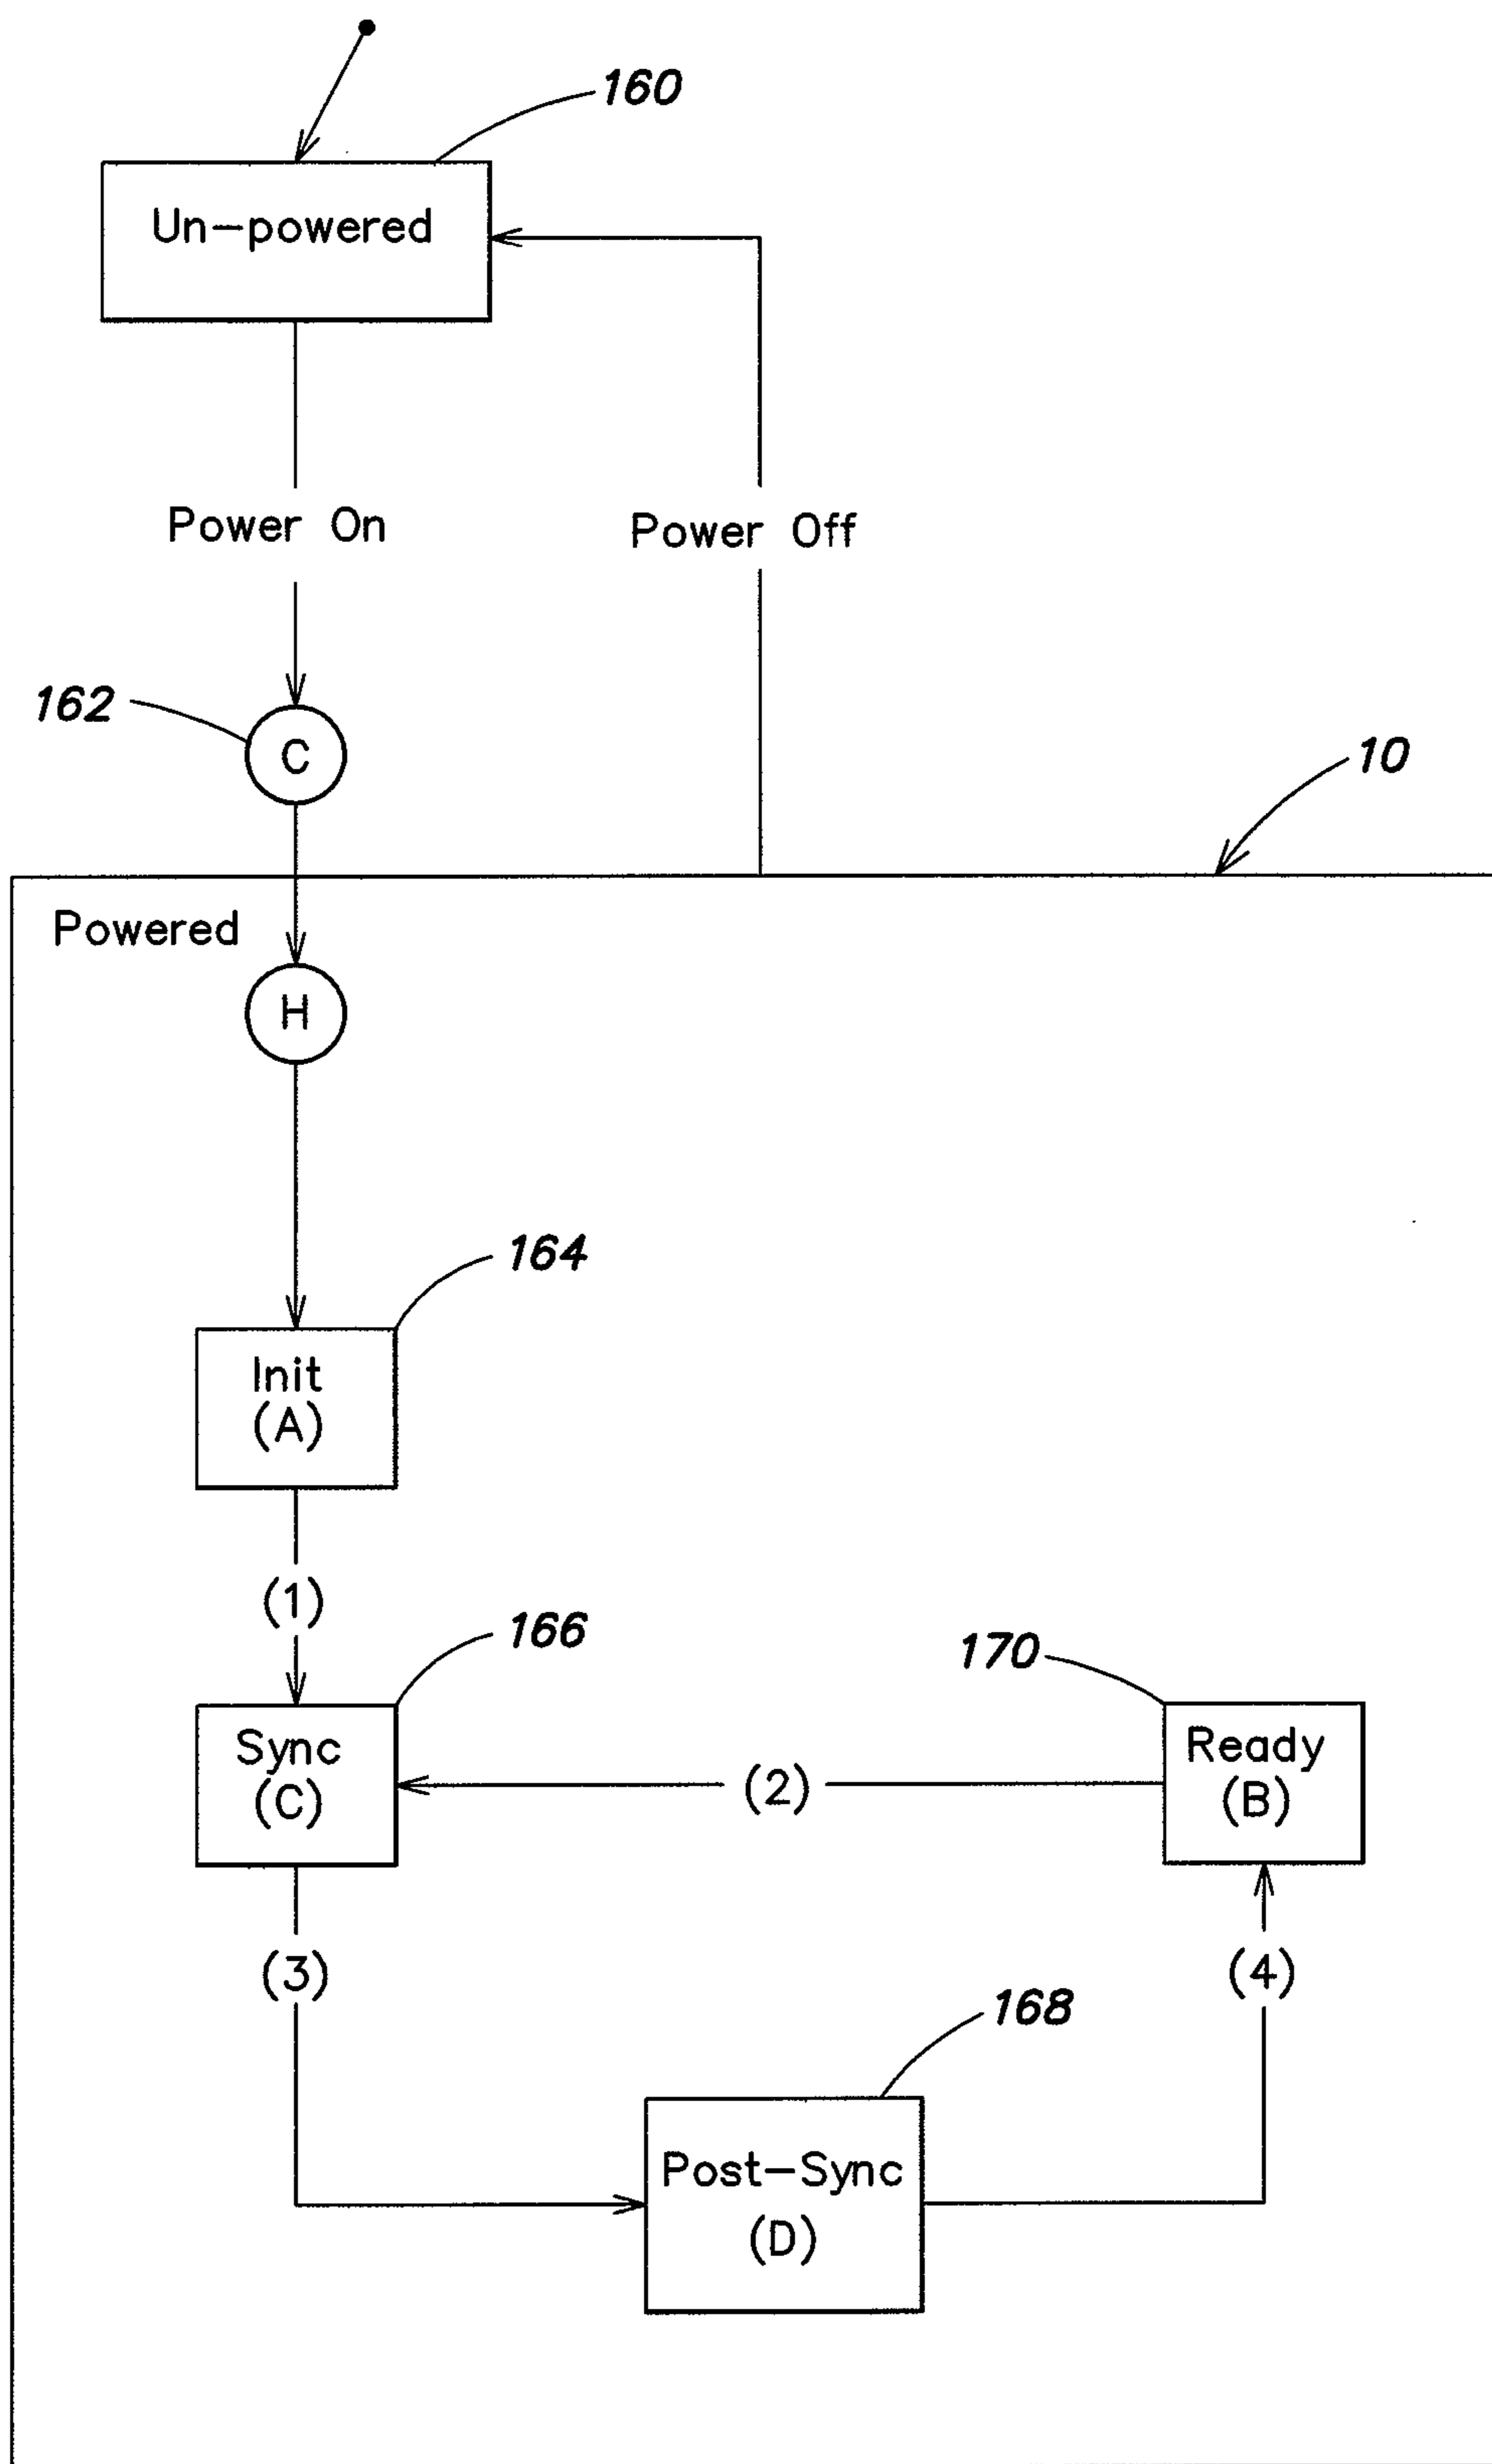 160
Un-powered
Power On
Power Off
162
C
10
Powered
H
164
Init
(A)
(1)
166
170
Sync
(C)
(2)
Ready
(B)
(3)
(4)
168
Post-Sync
(D)